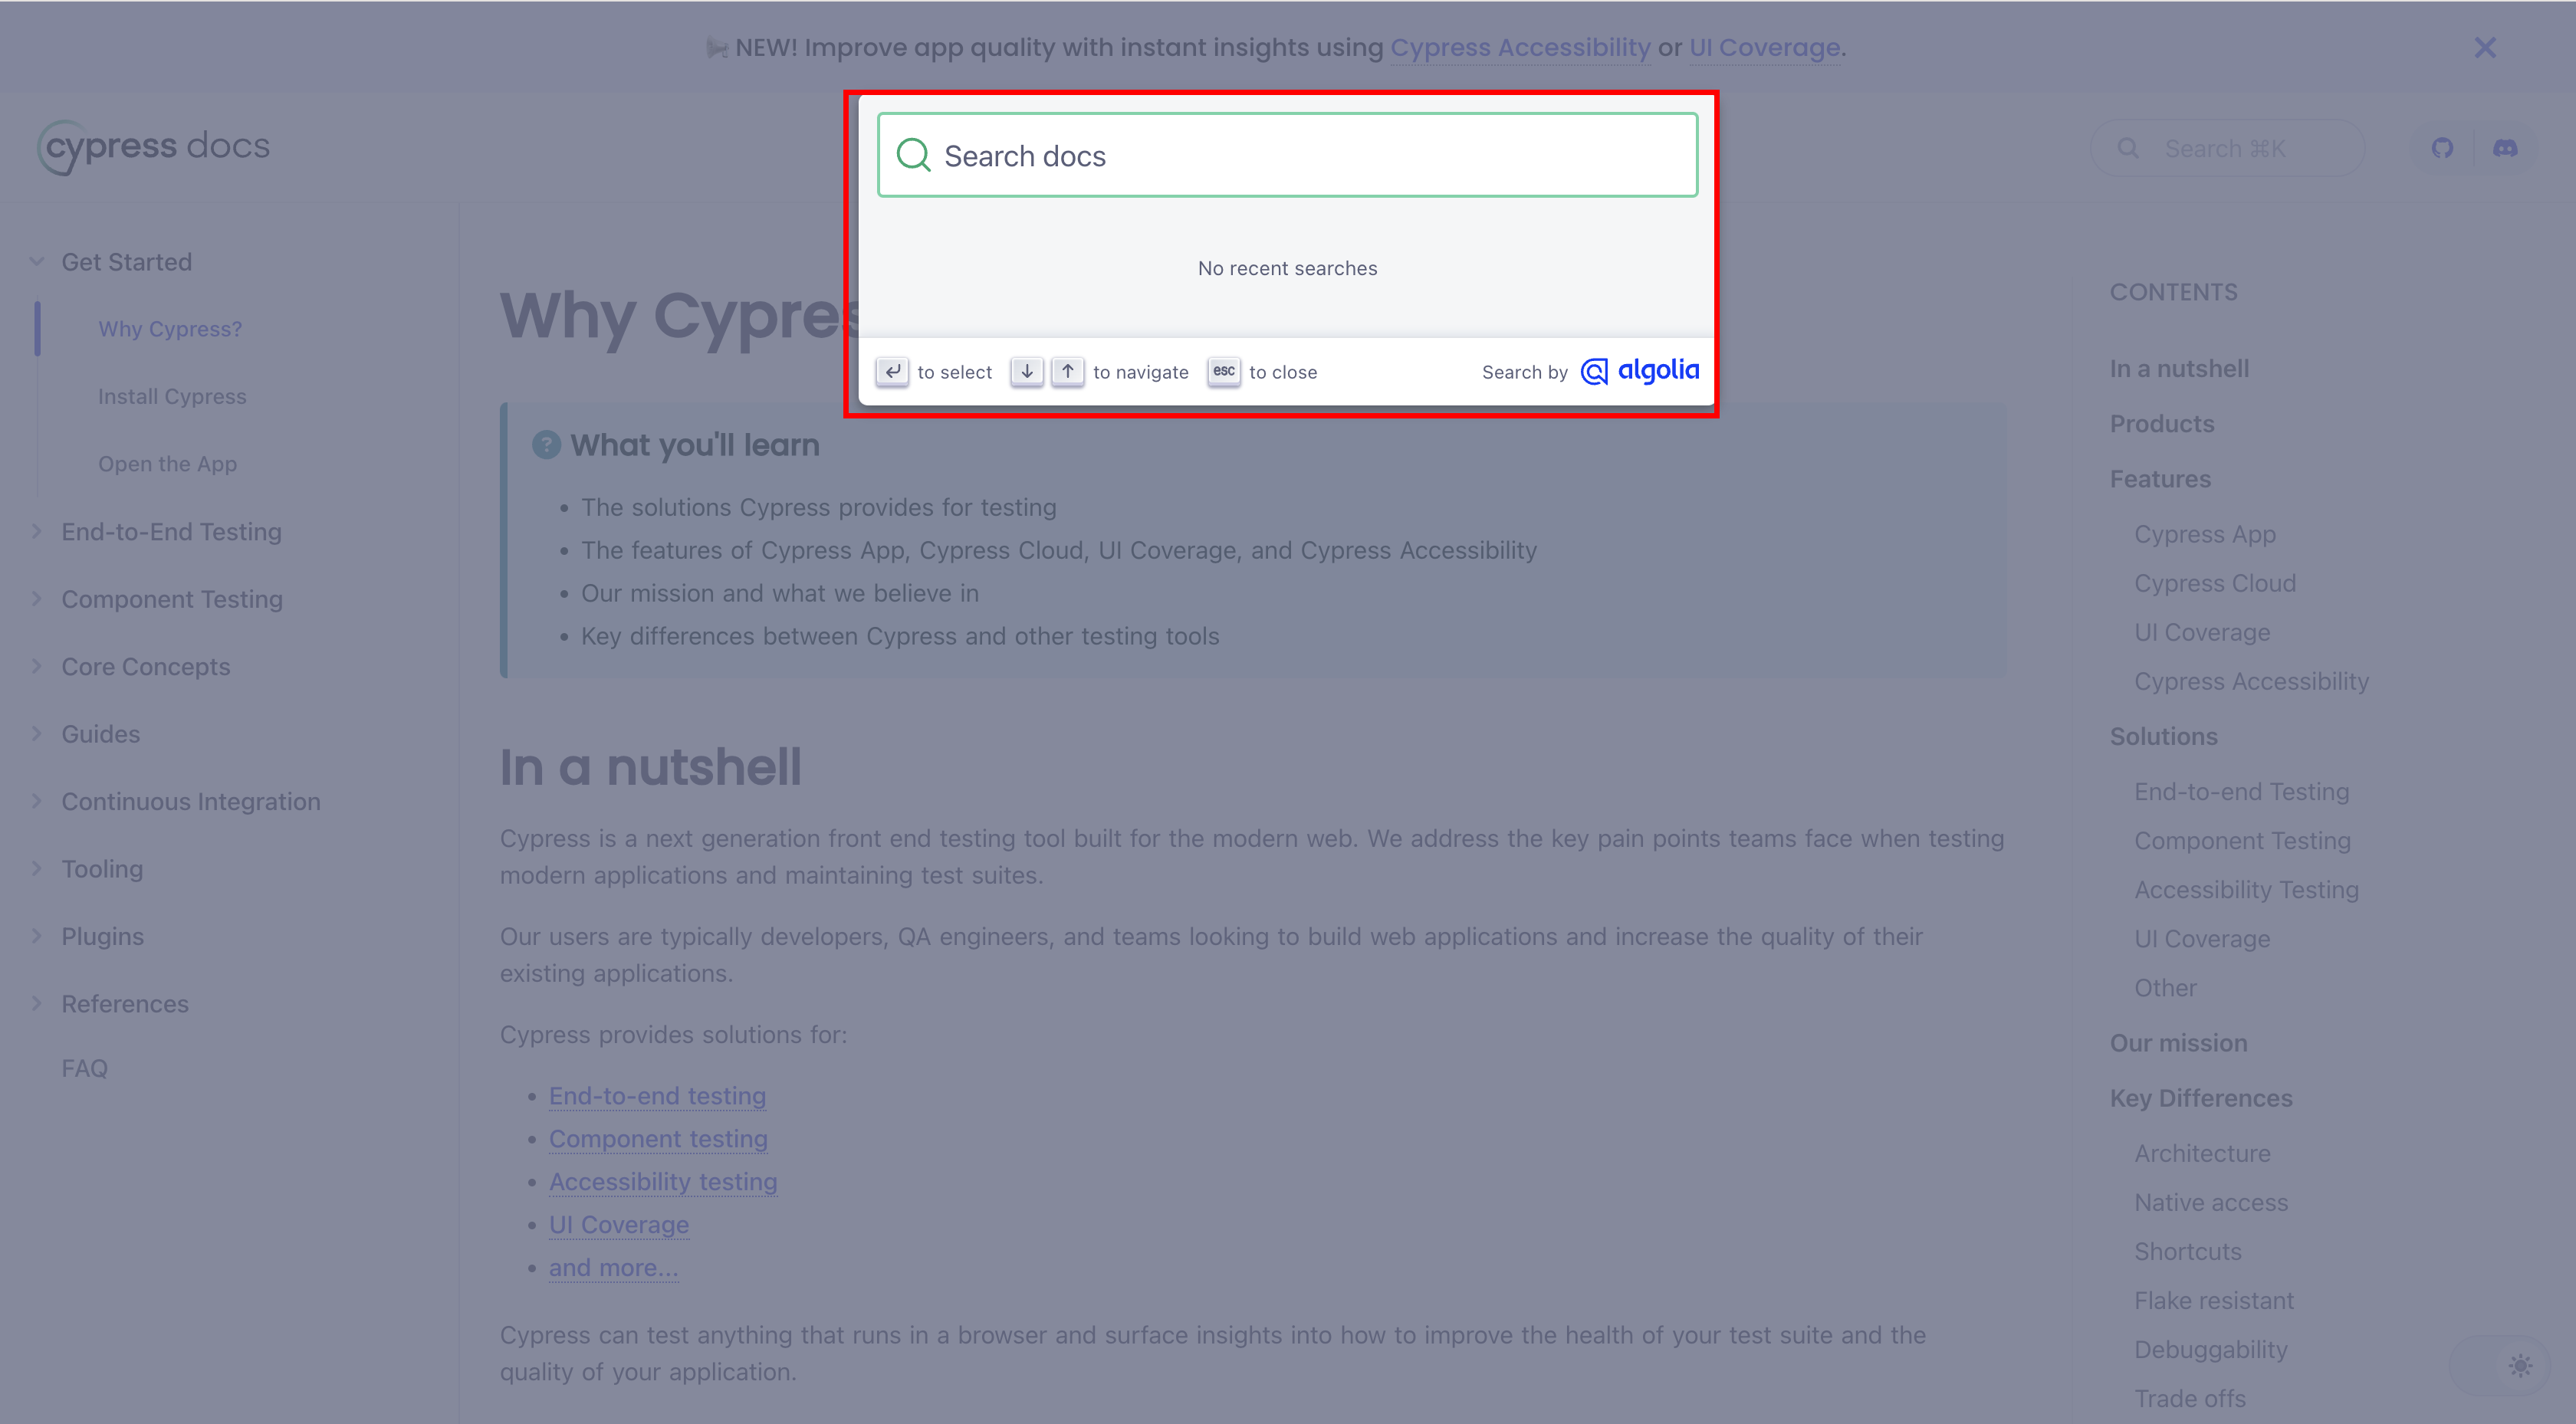 NEW! Improve app quality with instant insights using Cypress Accessibility or UI Coverage.
cypress docs
Search ⌘K
Search docs
No recent searches
to select
to navigate
esc to close
Search by algolia
Get Started
Why Cypress?
Install Cypress
Open the App
End-to-End Testing
Component Testing
Core Concepts
Guides
Continuous Integration
Tooling
Plugins
References
FAQ
Why Cypres
? What you'll learn
• The solutions Cypress provides for testing
• The features of Cypress App, Cypress Cloud, UI Coverage, and Cypress Accessibility
• Our mission and what we believe in
• Key differences between Cypress and other testing tools
In a nutshell
Cypress is a next generation front end testing tool built for the modern web. We address the key pain points teams face when testing
modern applications and maintaining test suites.
Our users are typically developers, QA engineers, and teams looking to build web applications and increase the quality of their
existing applications.
Cypress provides solutions for:
• End-to-end testing
• Component testing
• Accessibility testing
• UI Coverage
• and more...
Cypress can test anything that runs in a browser and surface insights into how to improve the health of your test suite and the
quality of your application.
CONTENTS
In a nutshell
Products
Features
Cypress App
Cypress Cloud
UI Coverage
Cypress Accessibility
Solutions
End-to-end Testing
Component Testing
Accessibility Testing
UI Coverage
Other
Our mission
Key Differences
Architecture
Native access
Shortcuts
Flake resistant
Debuggability
Trade offs